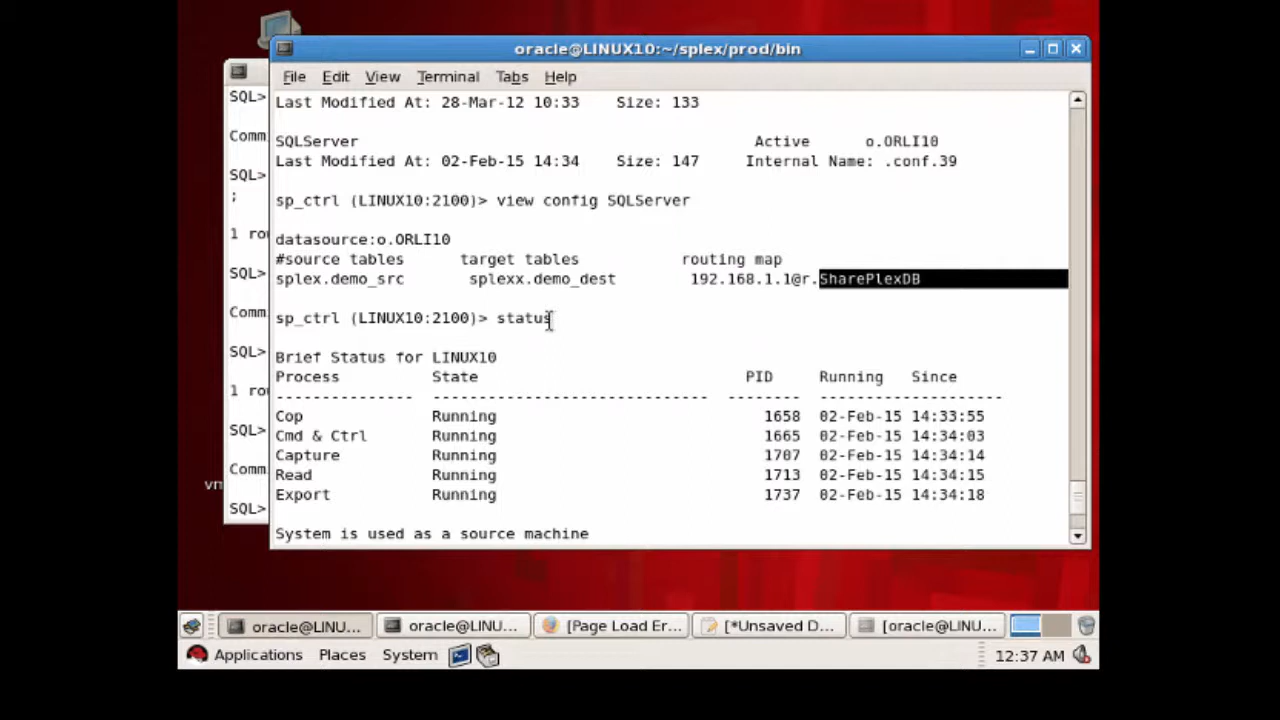 oracle@LINUX10:~/splex/prod/bin
File Edit View Terminal Tabs Help
Last Modified At: 28-Mar-12 10:33 Size: 133
SQLServer Active o.ORLI10
Last Modified At: 02-Feb-15 14:34 Size: 147 Internal Name: .conf.39
sp_ctrl (LINUX10:2100)> view config SQLServer
datasource:o.ORLI10
#source tables target tables routing map
splex.demo_src splexx.demo_dest 192.168.1.1@r.SharePlexDB
sp_ctrl (LINUX10:2100)> status
Brief Status for LINUX10
Process State PID Running Since
--------------- ------------------------------ -------- --------------------
Cop Running 1658 02-Feb-15 14:33:55
Cmd & Ctrl Running 1665 02-Feb-15 14:34:03
Capture Running 1707 02-Feb-15 14:34:14
Read Running 1713 02-Feb-15 14:34:15
Export Running 1737 02-Feb-15 14:34:18
System is used as a source machine
SQL>
Comm
SQL>
;
1 ro
SQL>
Comm
SQL>
1 ro
SQL>
Comm
SQL>
vm
oracle@LINU... oracle@LINU... [Page Load Er... [*Unsaved D... [oracle@LINU...
Applications Places System 12:37 AM